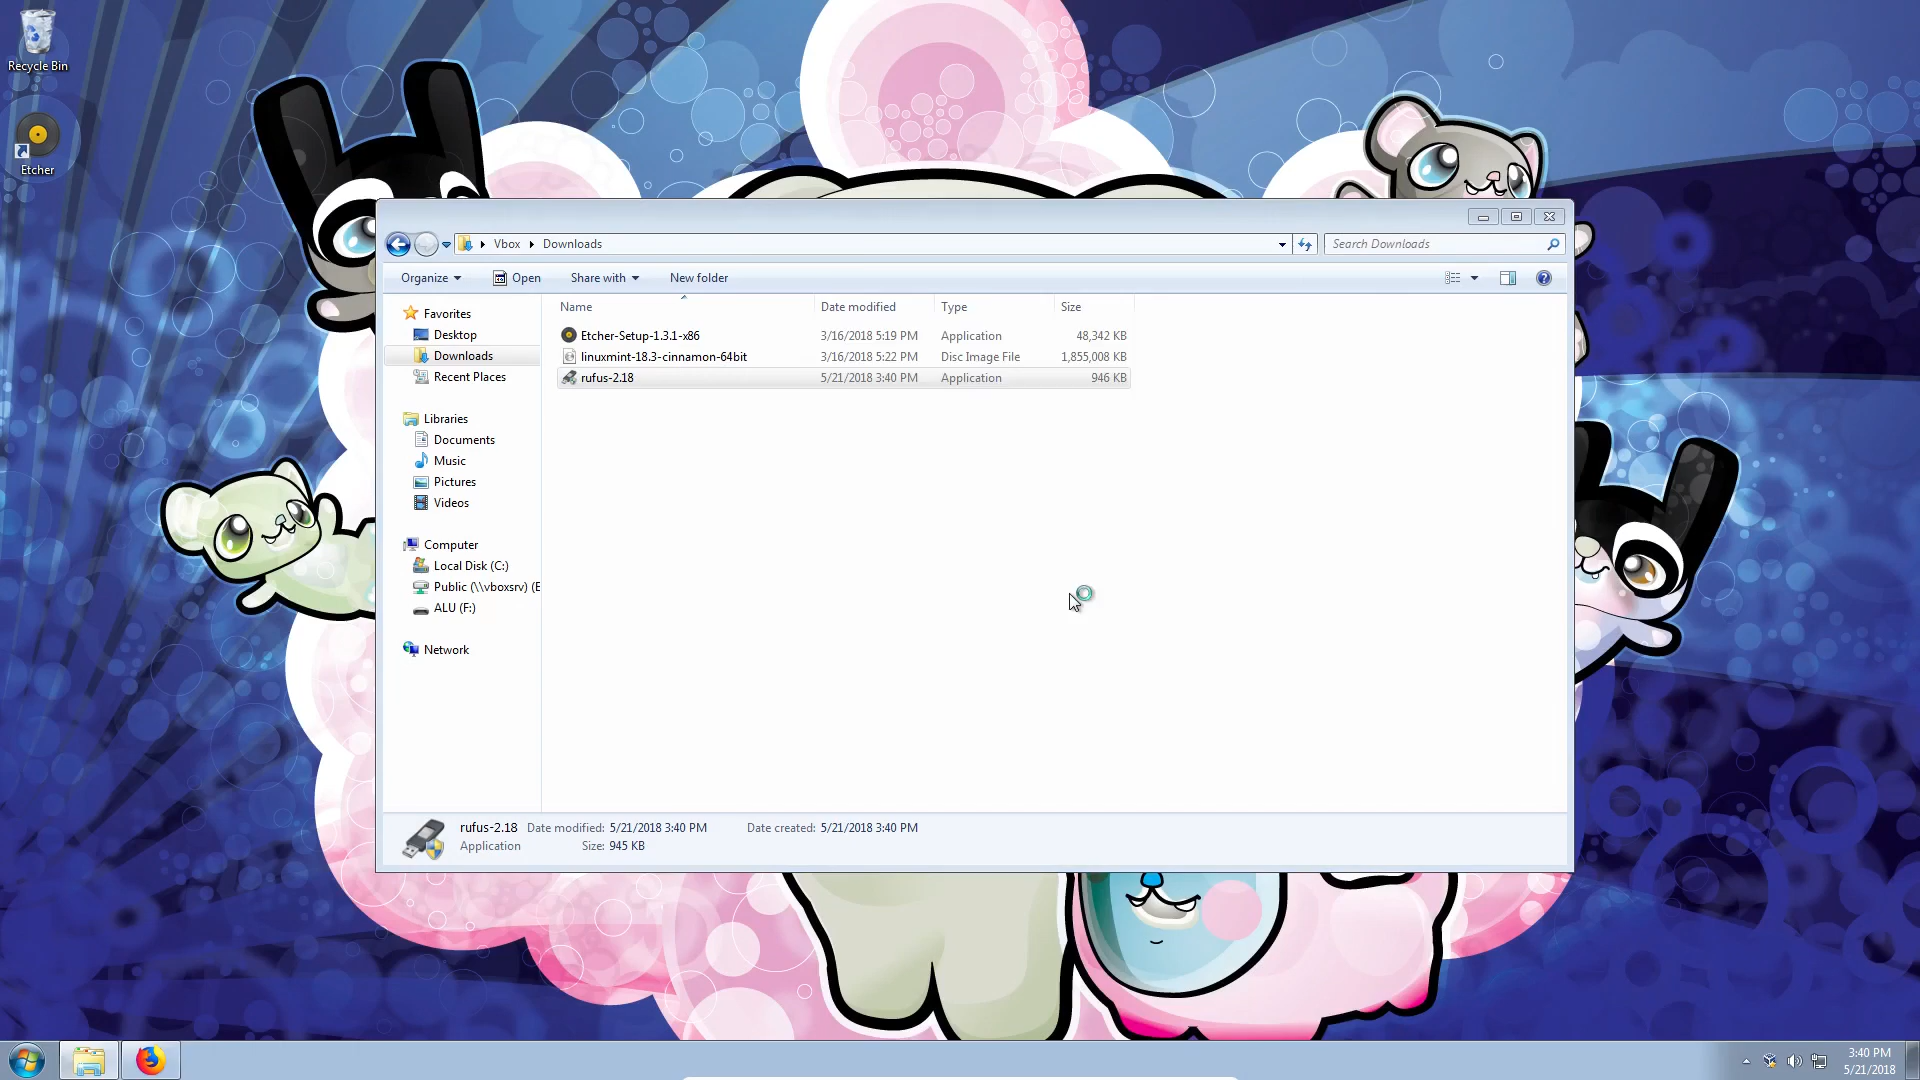 Recycle Bin
Etcher
Vbox Downloads
Search Downloads
Organize Open Share with New folder
Name Date modified Type Size
Etcher-Setup-1.3.1-x86 3/16/2018 5:19 PM Application 48,342 KB
linuxmint-18.3-cinnamon-64bit 3/16/2018 5:22 PM Disc Image File 1,855,008 KB
rufus-2.18 5/21/2018 3:40 PM Application 946 KB
Favorites
Desktop
Downloads
Recent Places
Libraries
Documents
Music
Pictures
Videos
Computer
Local Disk (C:)
Public (\\vboxsrv) (E
ALU (F:)
Network
rufus-2.18 Date modified: 5/21/2018 3:40 PM Date created: 5/21/2018 3:40 PM
Application Size: 945 KB
3:40 PM
5/21/2018